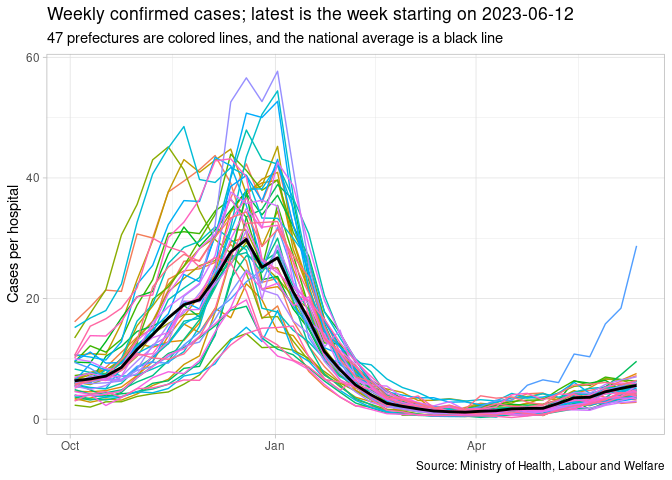 Weekly confirmed cases; latest is the week starting on 2023-06-12
47 prefectures are colored lines, and the national average is a black line
Cases per hospital
60
40
20
0
Oct
Jan
Apr
Source: Ministry of Health, Labour and Welfare